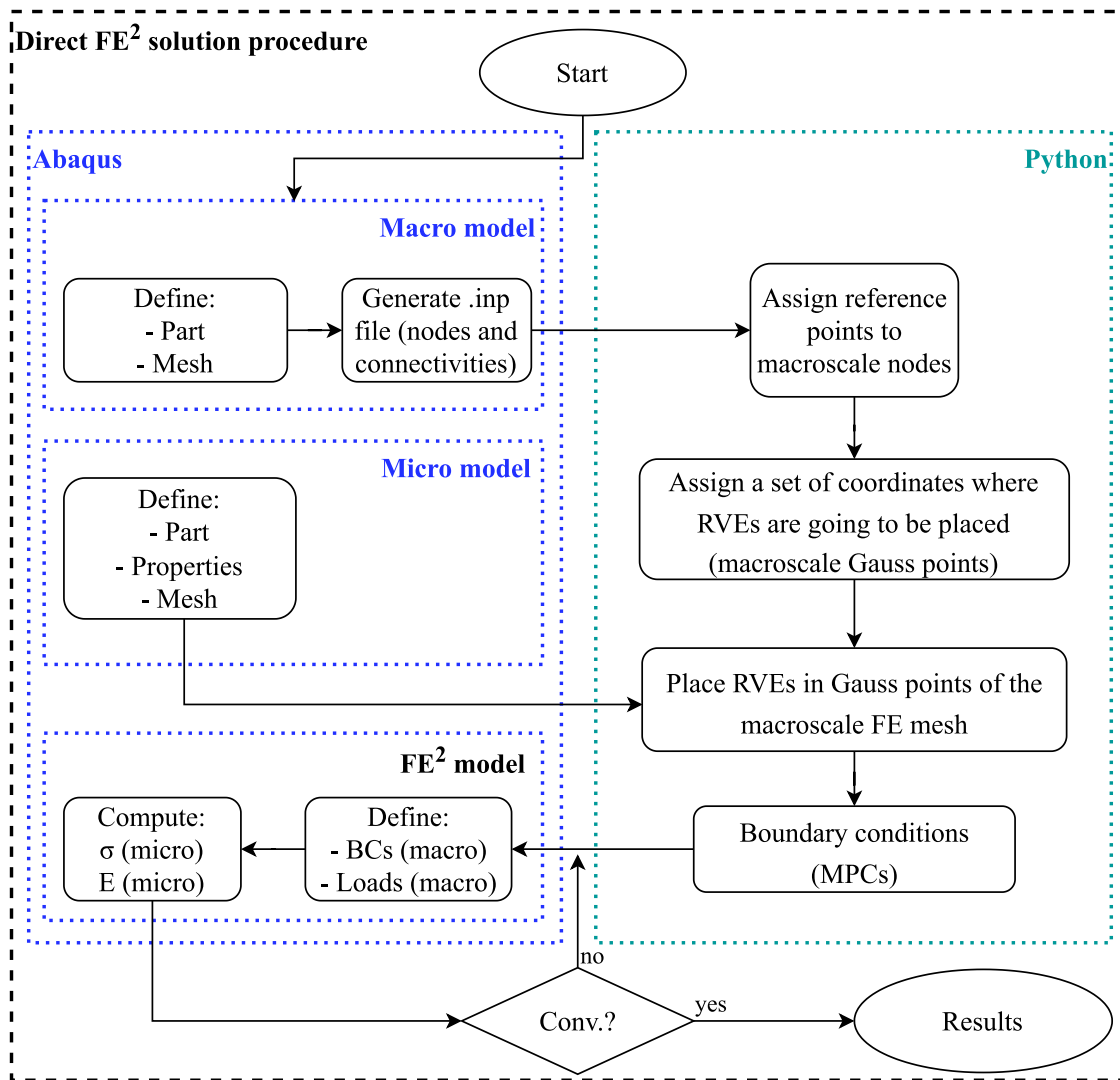 Direct FE² solution procedure
Start
Abaqus
Python
Macro model
Define:
- Part
- Mesh
Generate .inp
file (nodes and
connectivities)
Assign reference
points to
macroscale nodes
Micro model
Define:
- Part
- Properties
- Mesh
Assign a set of coordinates where
RVEs are going to be placed
(macroscale Gauss points)
Place RVEs in Gauss points of the
macroscale FE mesh
FE² model
Compute:
σ (micro)
E (micro)
Define:
- BCs (macro)
- Loads (macro)
Boundary conditions
(MPCs)
no
Conv.?
yes
Results